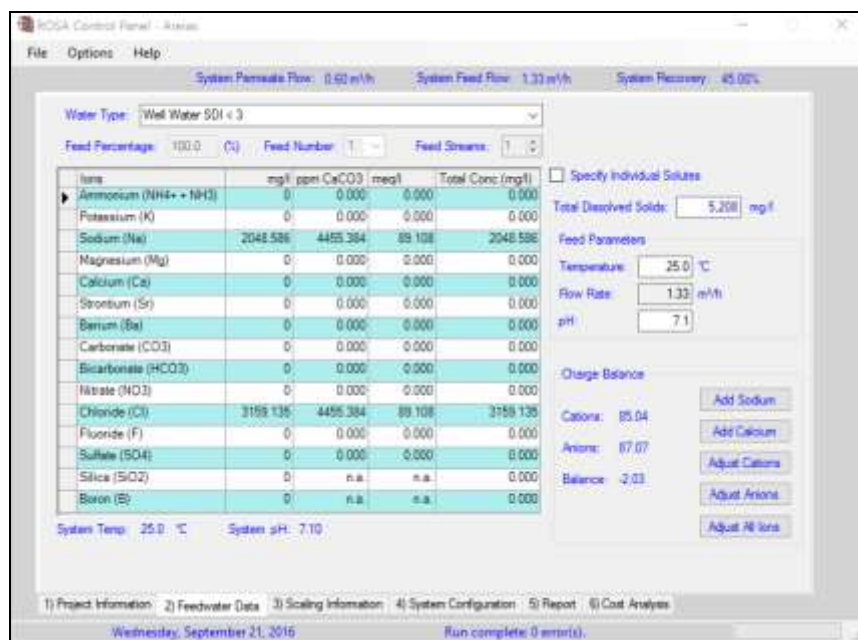 ROSA Control Panel - Arenas
File Options Help
System Permeate Flow: 0.60 m³/h System Feed Flow: 1.33 m³/h System Recovery: 45.00%
Water Type: Well Water SDI < 3
Feed Percentage: 100.0 (%) Feed Number: 1 Feed Streams: 1
Ions mg/l ppm CaCO3 meq/l Total Conc (mg/l)
Ammonium (NH4+ + NH3) 0 0.000 0.000 0.000
Potassium (K) 0 0.000 0.000 0.000
Sodium (Na) 2048.586 4455.384 89.108 2048.586
Magnesium (Mg) 0 0.000 0.000 0.000
Calcium (Ca) 0 0.000 0.000 0.000
Strontium (Sr) 0 0.000 0.000 0.000
Barium (Ba) 0 0.000 0.000 0.000
Carbonate (CO3) 0 0.000 0.000 0.000
Bicarbonate (HCO3) 0 0.000 0.000 0.000
Nitrate (NO3) 0 0.000 0.000 0.000
Chloride (Cl) 3159.135 4455.384 89.108 3159.135
Fluoride (F) 0 0.000 0.000 0.000
Sulfate (SO4) 0 0.000 0.000 0.000
Silica (SiO2) 0 n.a. n.a. 0.000
Boron (B) 0 n.a. n.a. 0.000
System Temp: 25.0 °C System pH: 7.10
Specify Individual Solutes
Total Dissolved Solids: 5,208 mg/l
Feed Parameters
Temperature: 25.0 °C
Flow Rate: 1.33 m³/h
pH: 7.1
Charge Balance
Cations: 85.04
Anions: 87.07
Balance: -2.03
Add Sodium
Add Calcium
Adjust Cations
Adjust Anions
Adjust All Ions
1) Project Information 2) Feedwater Data 3) Scaling Information 4) System Configuration 5) Report 6) Cost Analysis
Wednesday, September 21, 2016 Run complete: 0 error(s).